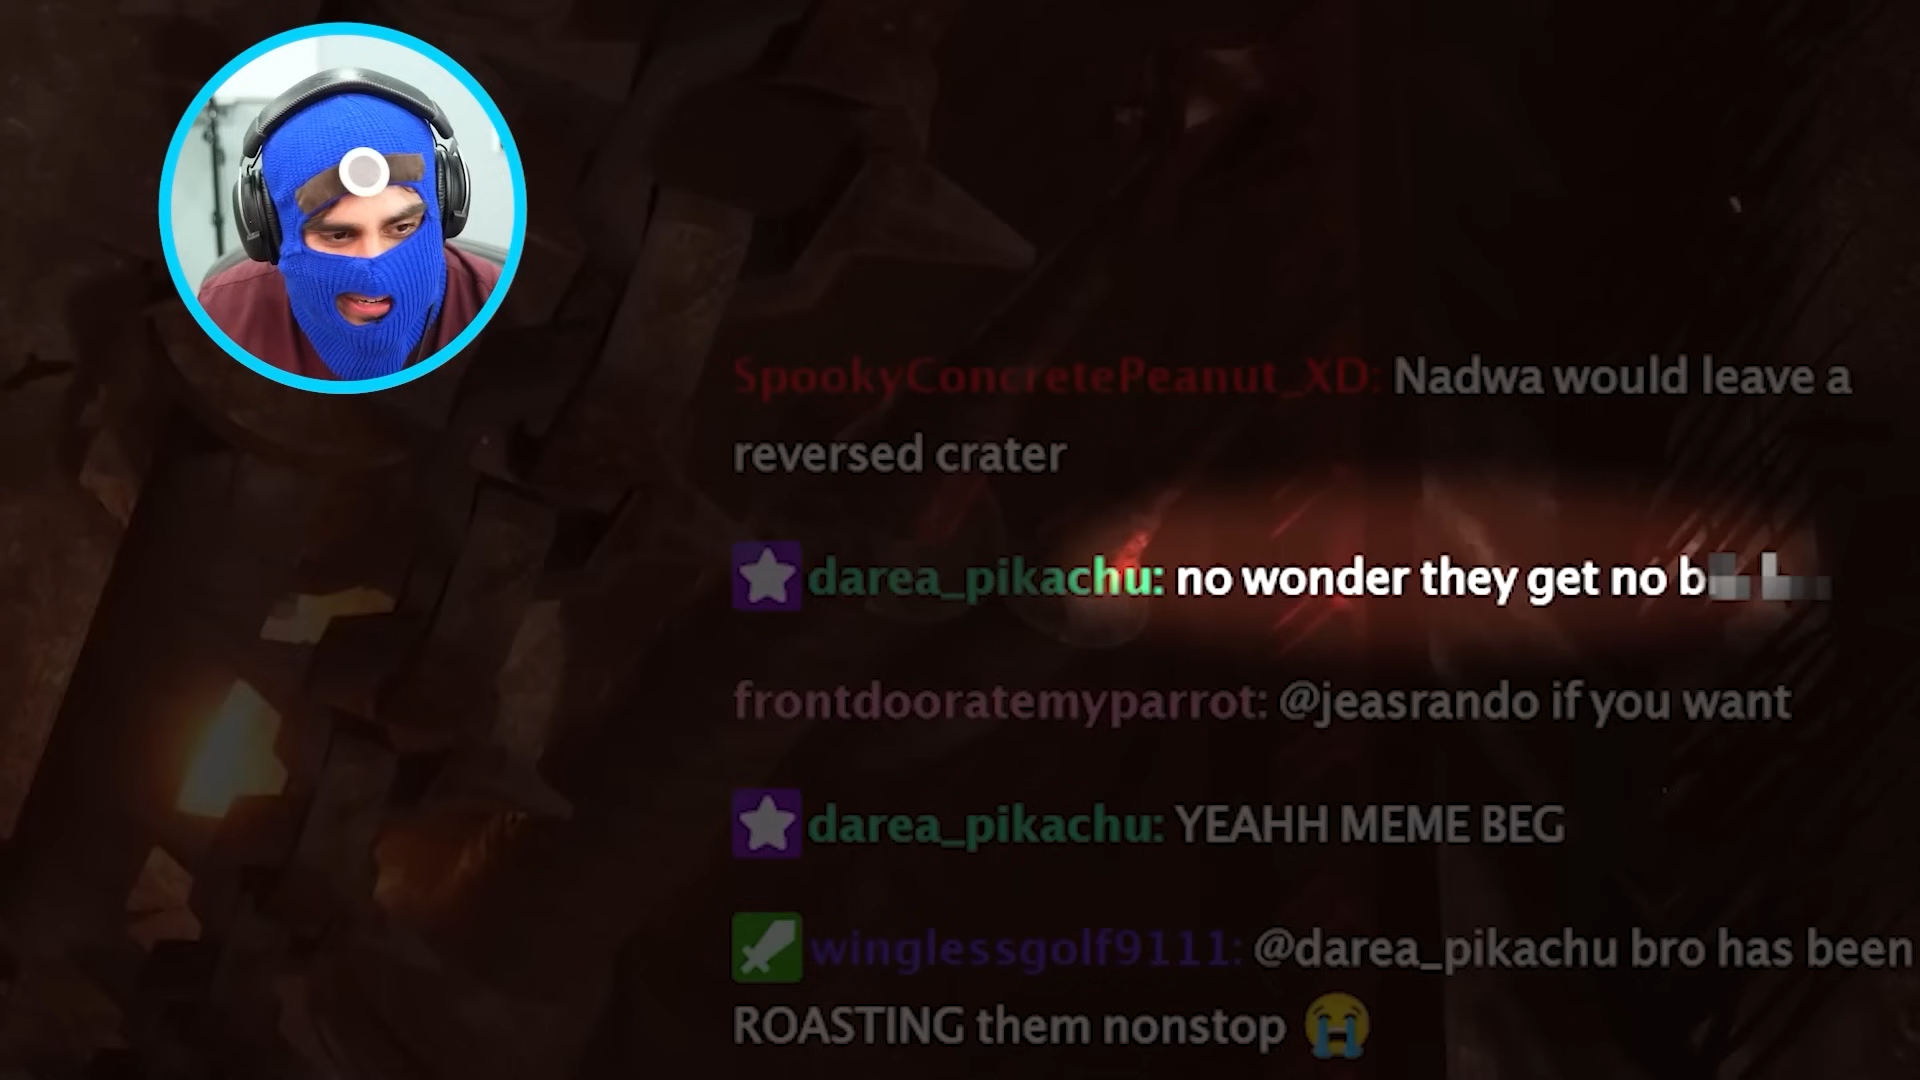 SpookyConcretePeanut_XD: Nadwa would leave a
reversed crater
darea_pikachu: no wonder they get no
frontdooratemyparrot: @jeasrando if you want
darea_pikachu: YEAHH MEME BEG
winglessgolf9111: @darea_pikachu bro has been
ROASTING them nonstop 😭